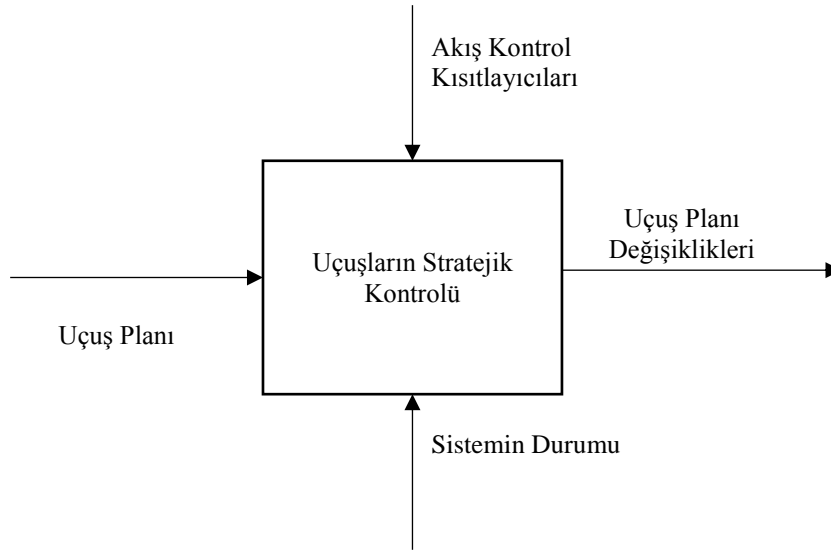 Akış Kontrol
Kısıtlayıcıları
Uçuş Planı
Değişiklikleri
Uçuşların Stratejik
Kontrolü
Uçuş Planı
Sistemin Durumu